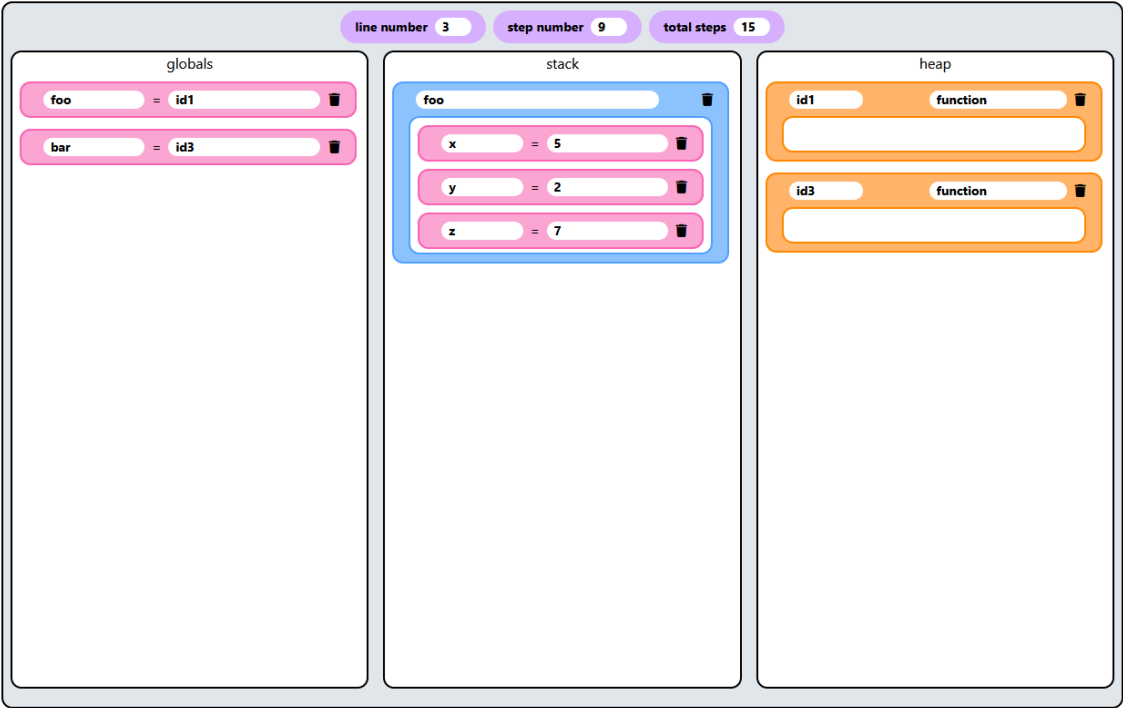 line number 3 step number 9 total steps 15
globals
foo = id1
bar = id3
stack
foo
x = 5
y = 2
z = 7
heap
id1 function
id3 function